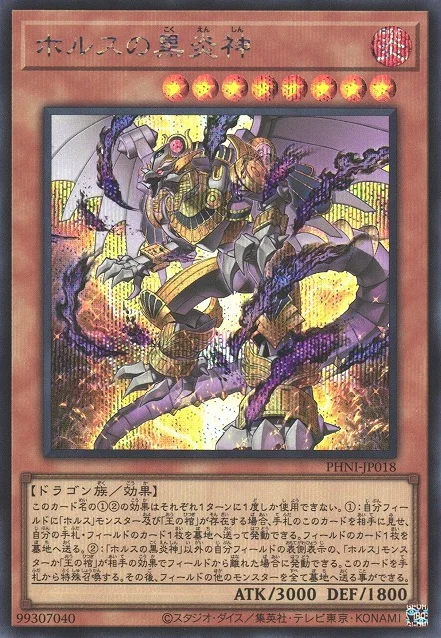 ホルスの黒炎神
PHNI-JP018
【ドラゴン族／効果】
このカード名の①②の効果はそれぞれ１ターンに１度しか使用できない。①：自分フィ
ールドに「ホルス」モンスター及び「王の棺」が存在する場合、手札のこのカードを相手に見せ、
自分の手札・フィールドのカード１枚を墓地へ送って発動できる。フィールドのカード１枚を
墓地へ送る。②：「ホルスの黒炎神」以外の自分フィールドの表側表示の、「ホルス」モンス
ターか「王の棺」が相手の効果でフィールドから離れた場合に発動できる。このカードを手
札から特殊召喚する。その後、フィールドの他のモンスターを全て墓地へ送る事ができる。
ATK/3000 DEF/1800
99307040
©スタジオ・ダイス／集英社・テレビ東京・KONAMI